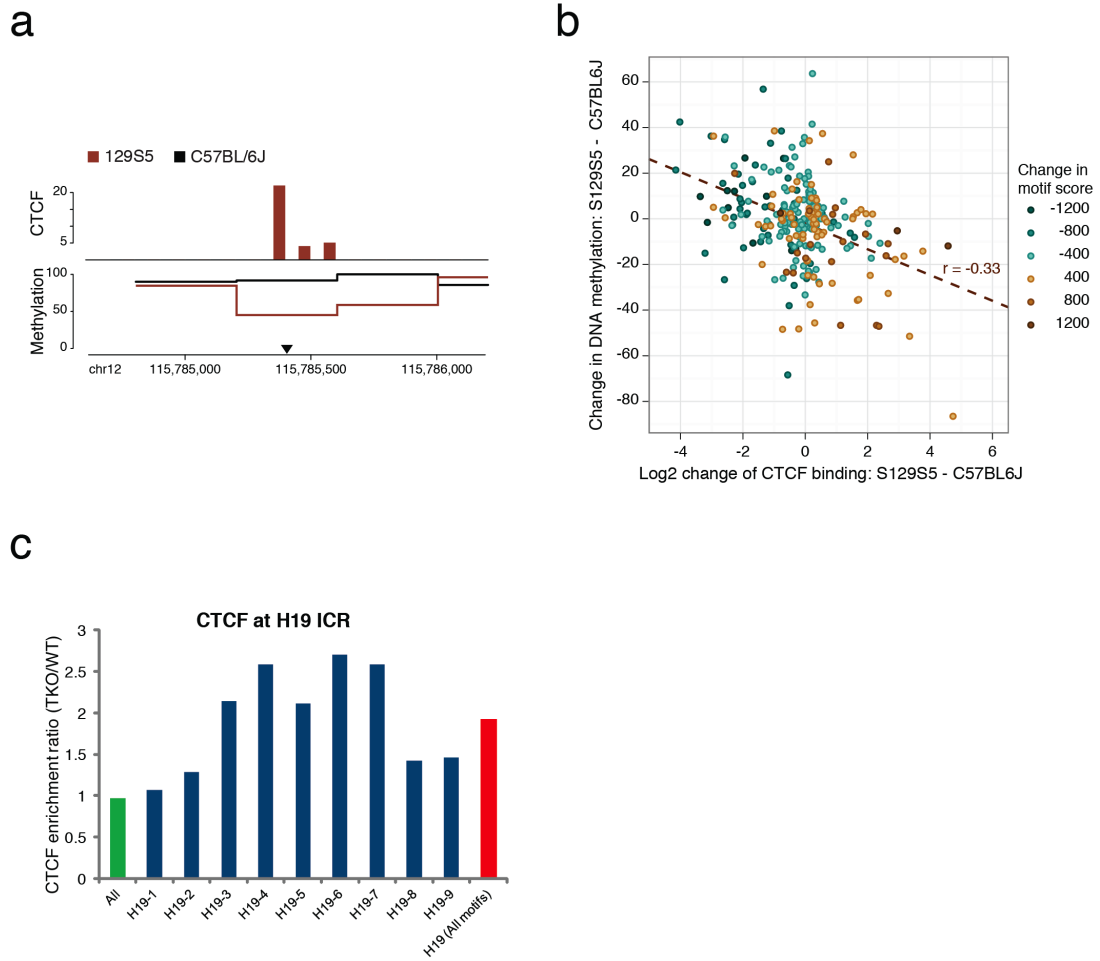 a
129S5 C57BL/6J
20
5
CTCF
100
50
0
Methylation
chr12 115,785,000 115,785,500 115,786,000
b
60
40
20
0
-20
-40
-60
-80
Change in DNA methylation: S129S5 - C57BL6J
r = -0.33
-4 -2 0 2 4 6
Log2 change of CTCF binding: S129S5 - C57BL6J
Change in
motif score
-1200
-800
-400
400
800
1200
c
CTCF at H19 ICR
3
2.5
2
1.5
1
0.5
0
CTCF enrichment ratio (TKO/WT)
All H19-1 H19-2 H19-3 H19-4 H19-5 H19-6 H19-7 H19-8 H19-9 H19 (All motifs)